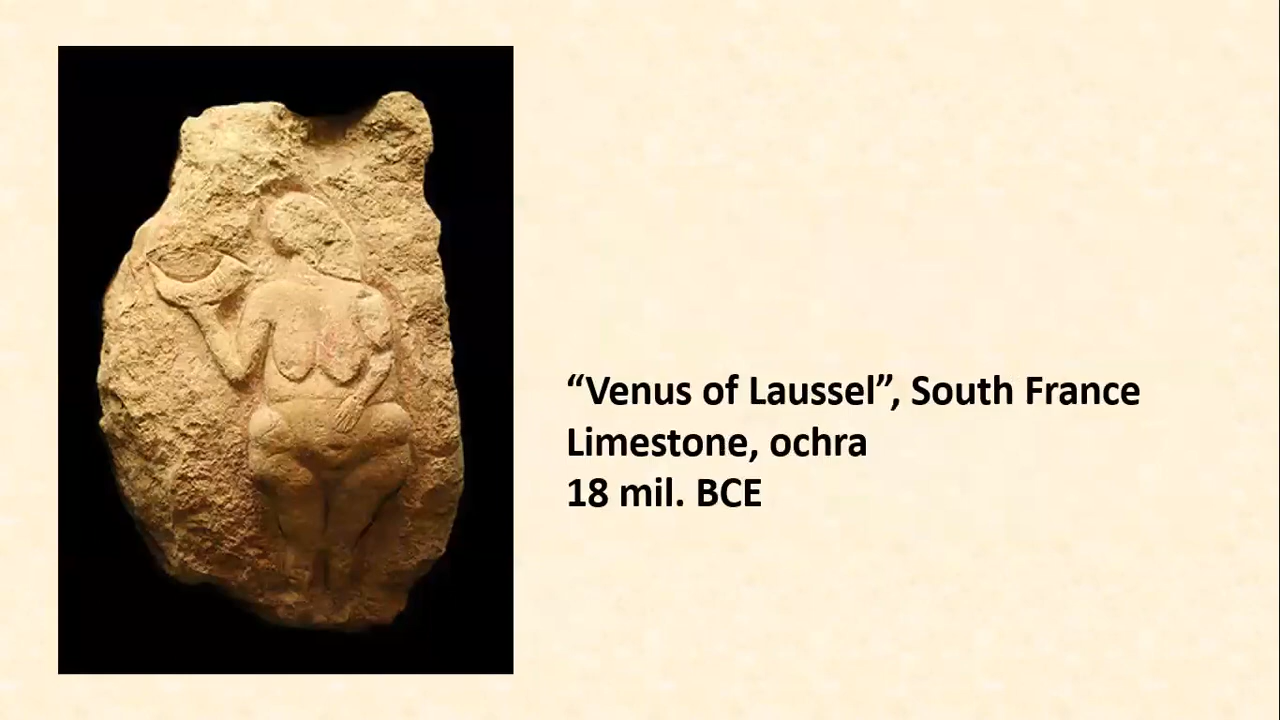 “Venus of Laussel”, South France
Limestone, ochra
18 mil. BCE